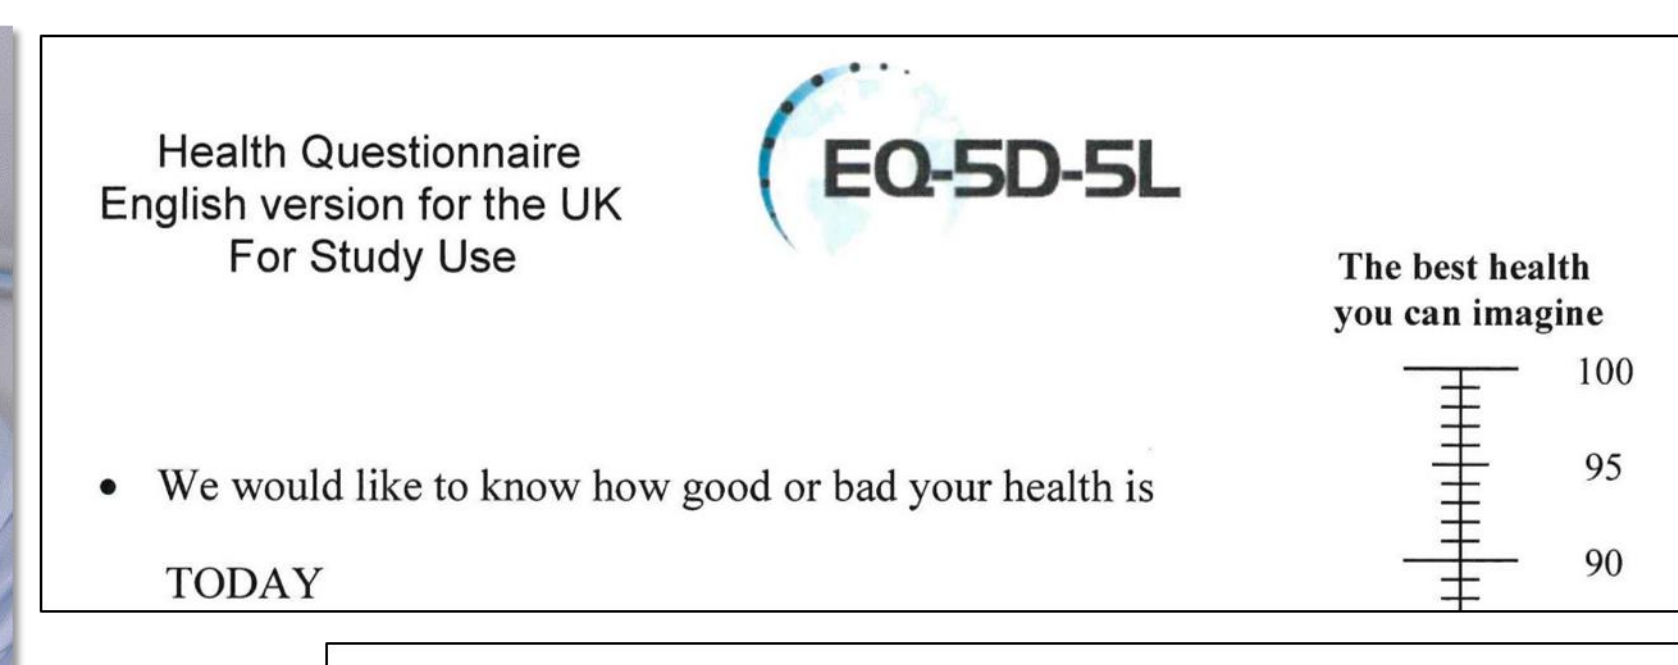 Health Questionnaire
English version for the UK
For Study Use
EQ-5D-5L
The best health
you can imagine
100
95
90
• We would like to know how good or bad your health is
TODAY